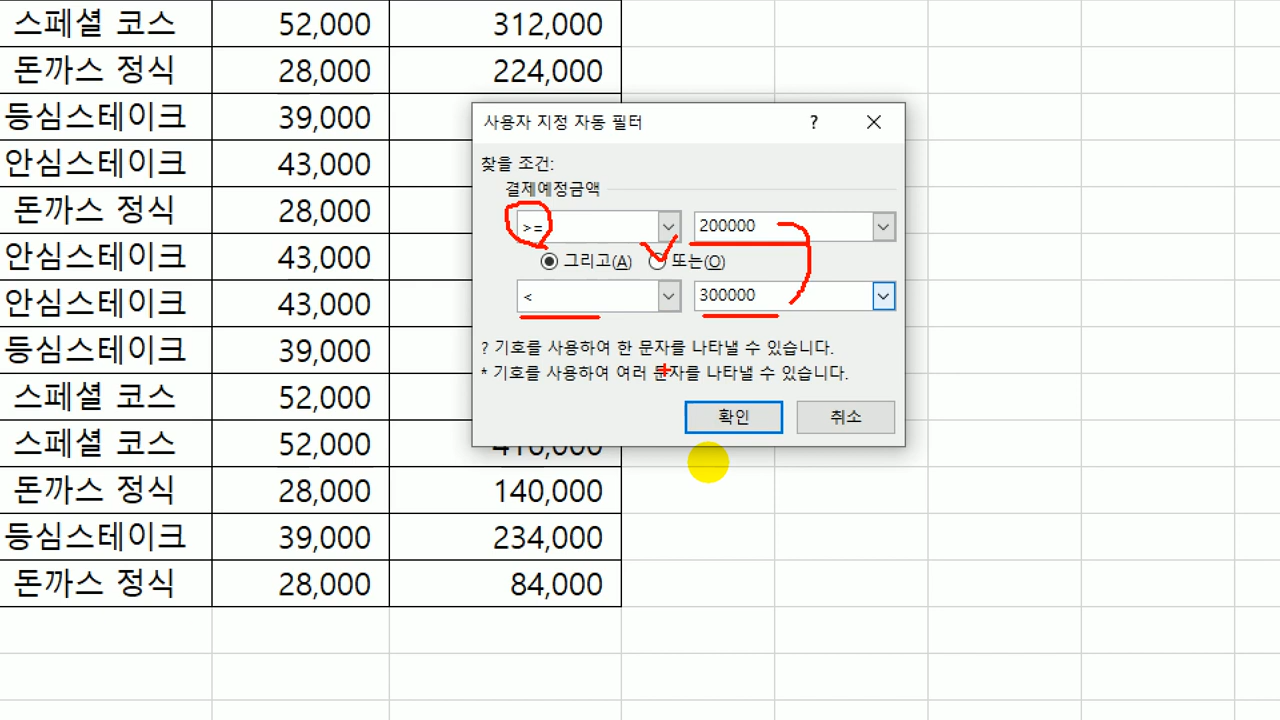 스페셜 코스 52,000 312,000
돈까스 정식 28,000 224,000
등심스테이크 39,000
안심스테이크 43,000
돈까스 정식 28,000
안심스테이크 43,000
안심스테이크 43,000
등심스테이크 39,000
스페셜 코스 52,000
스페셜 코스 52,000 416,000
돈까스 정식 28,000 140,000
등심스테이크 39,000 234,000
돈까스 정식 28,000 84,000
사용자 지정 자동 필터 ?
찾을 조건:
결제예정금액
>= 200000
그리고(A) 또는(O)
< 300000
? 기호를 사용하여 한 문자를 나타낼 수 있습니다.
* 기호를 사용하여 여러 문자를 나타낼 수 있습니다.
확인 취소